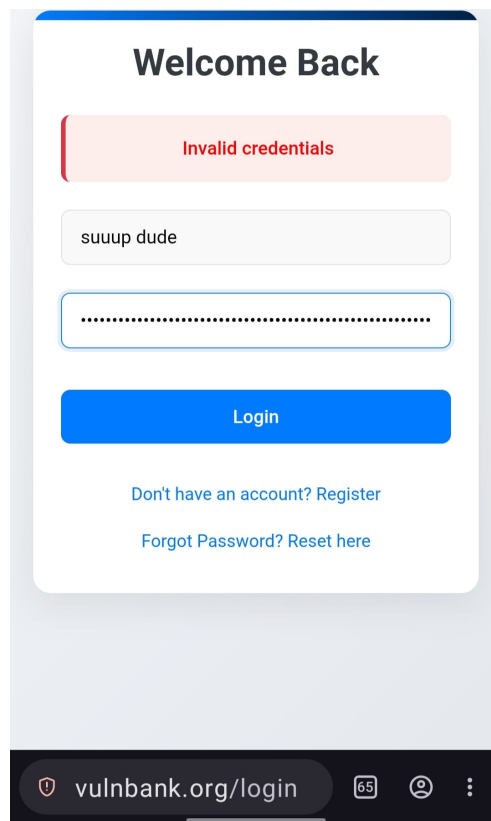 Welcome Back
Invalid credentials
suuup dude
••••••••••••••••••••••••••••••••••••••••••••••••••••••••
Login
Don't have an account? Register
Forgot Password? Reset here
vulnbank.org/login
65